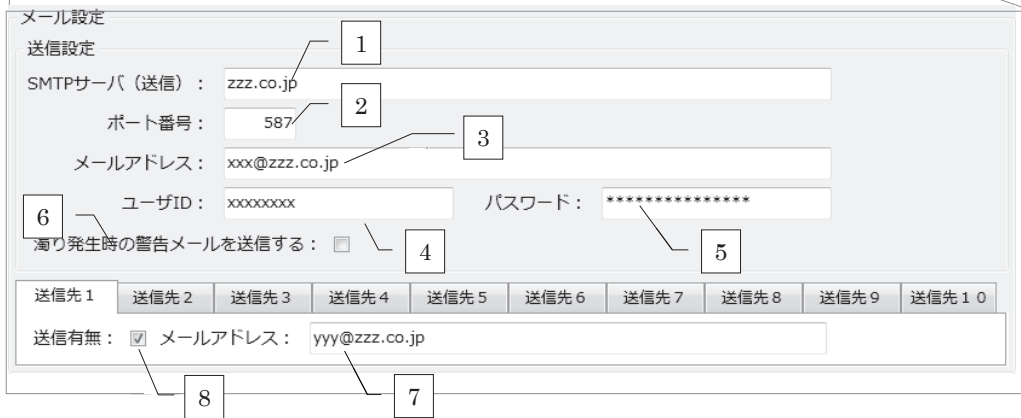 メール設定
送信設定
1
SMTPサーバ（送信）： zzz.co.jp
2
ポート番号： 587
3
メールアドレス： xxx@zzz.co.jp
ユーザID： xxxxxxxx パスワード： ***************
6
4
5
濁り発生時の警告メールを送信する：
送信先１ 送信先２ 送信先３ 送信先４ 送信先５ 送信先６ 送信先７ 送信先８ 送信先９ 送信先１０
送信有無： メールアドレス： yyy@zzz.co.jp
8
7